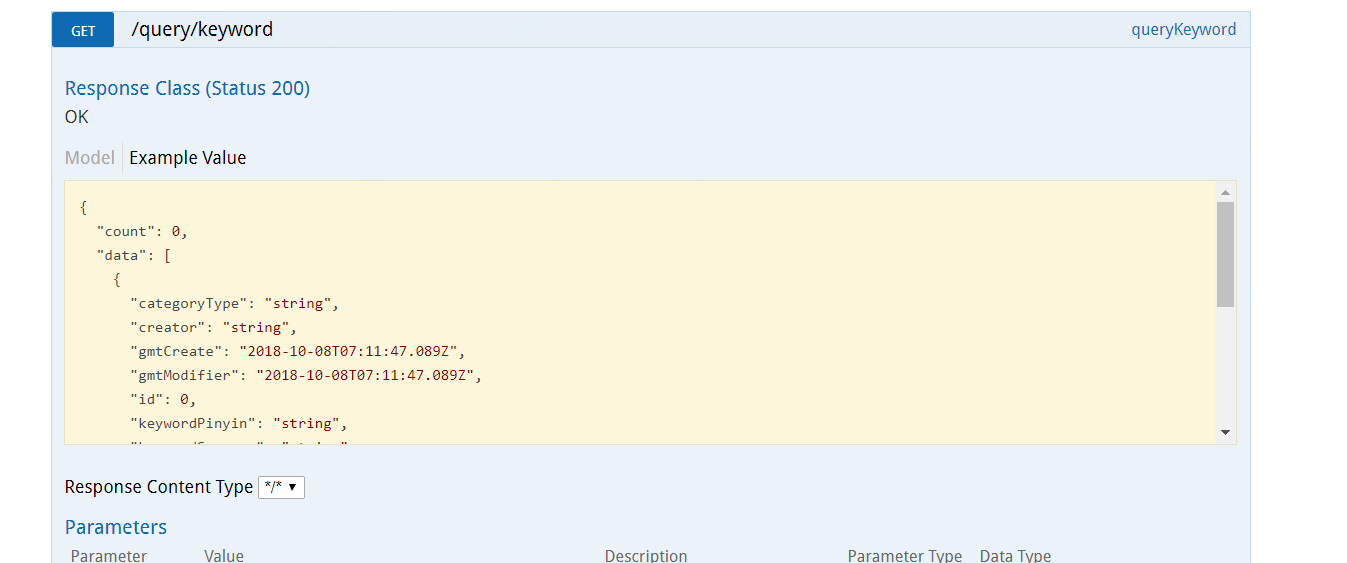 GET /query/keyword queryKeyword
Response Class (Status 200)
OK
Model Example Value
{
"count": 0,
"data": [
{
"categoryType": "string",
"creator": "string",
"gmtCreate": "2018-10-08T07:11:47.089Z",
"gmtModifier": "2018-10-08T07:11:47.089Z",
"id": 0,
"keywordPinyin": "string",
Response Content Type */*
Parameters
Parameter Value Description Parameter Type Data Type